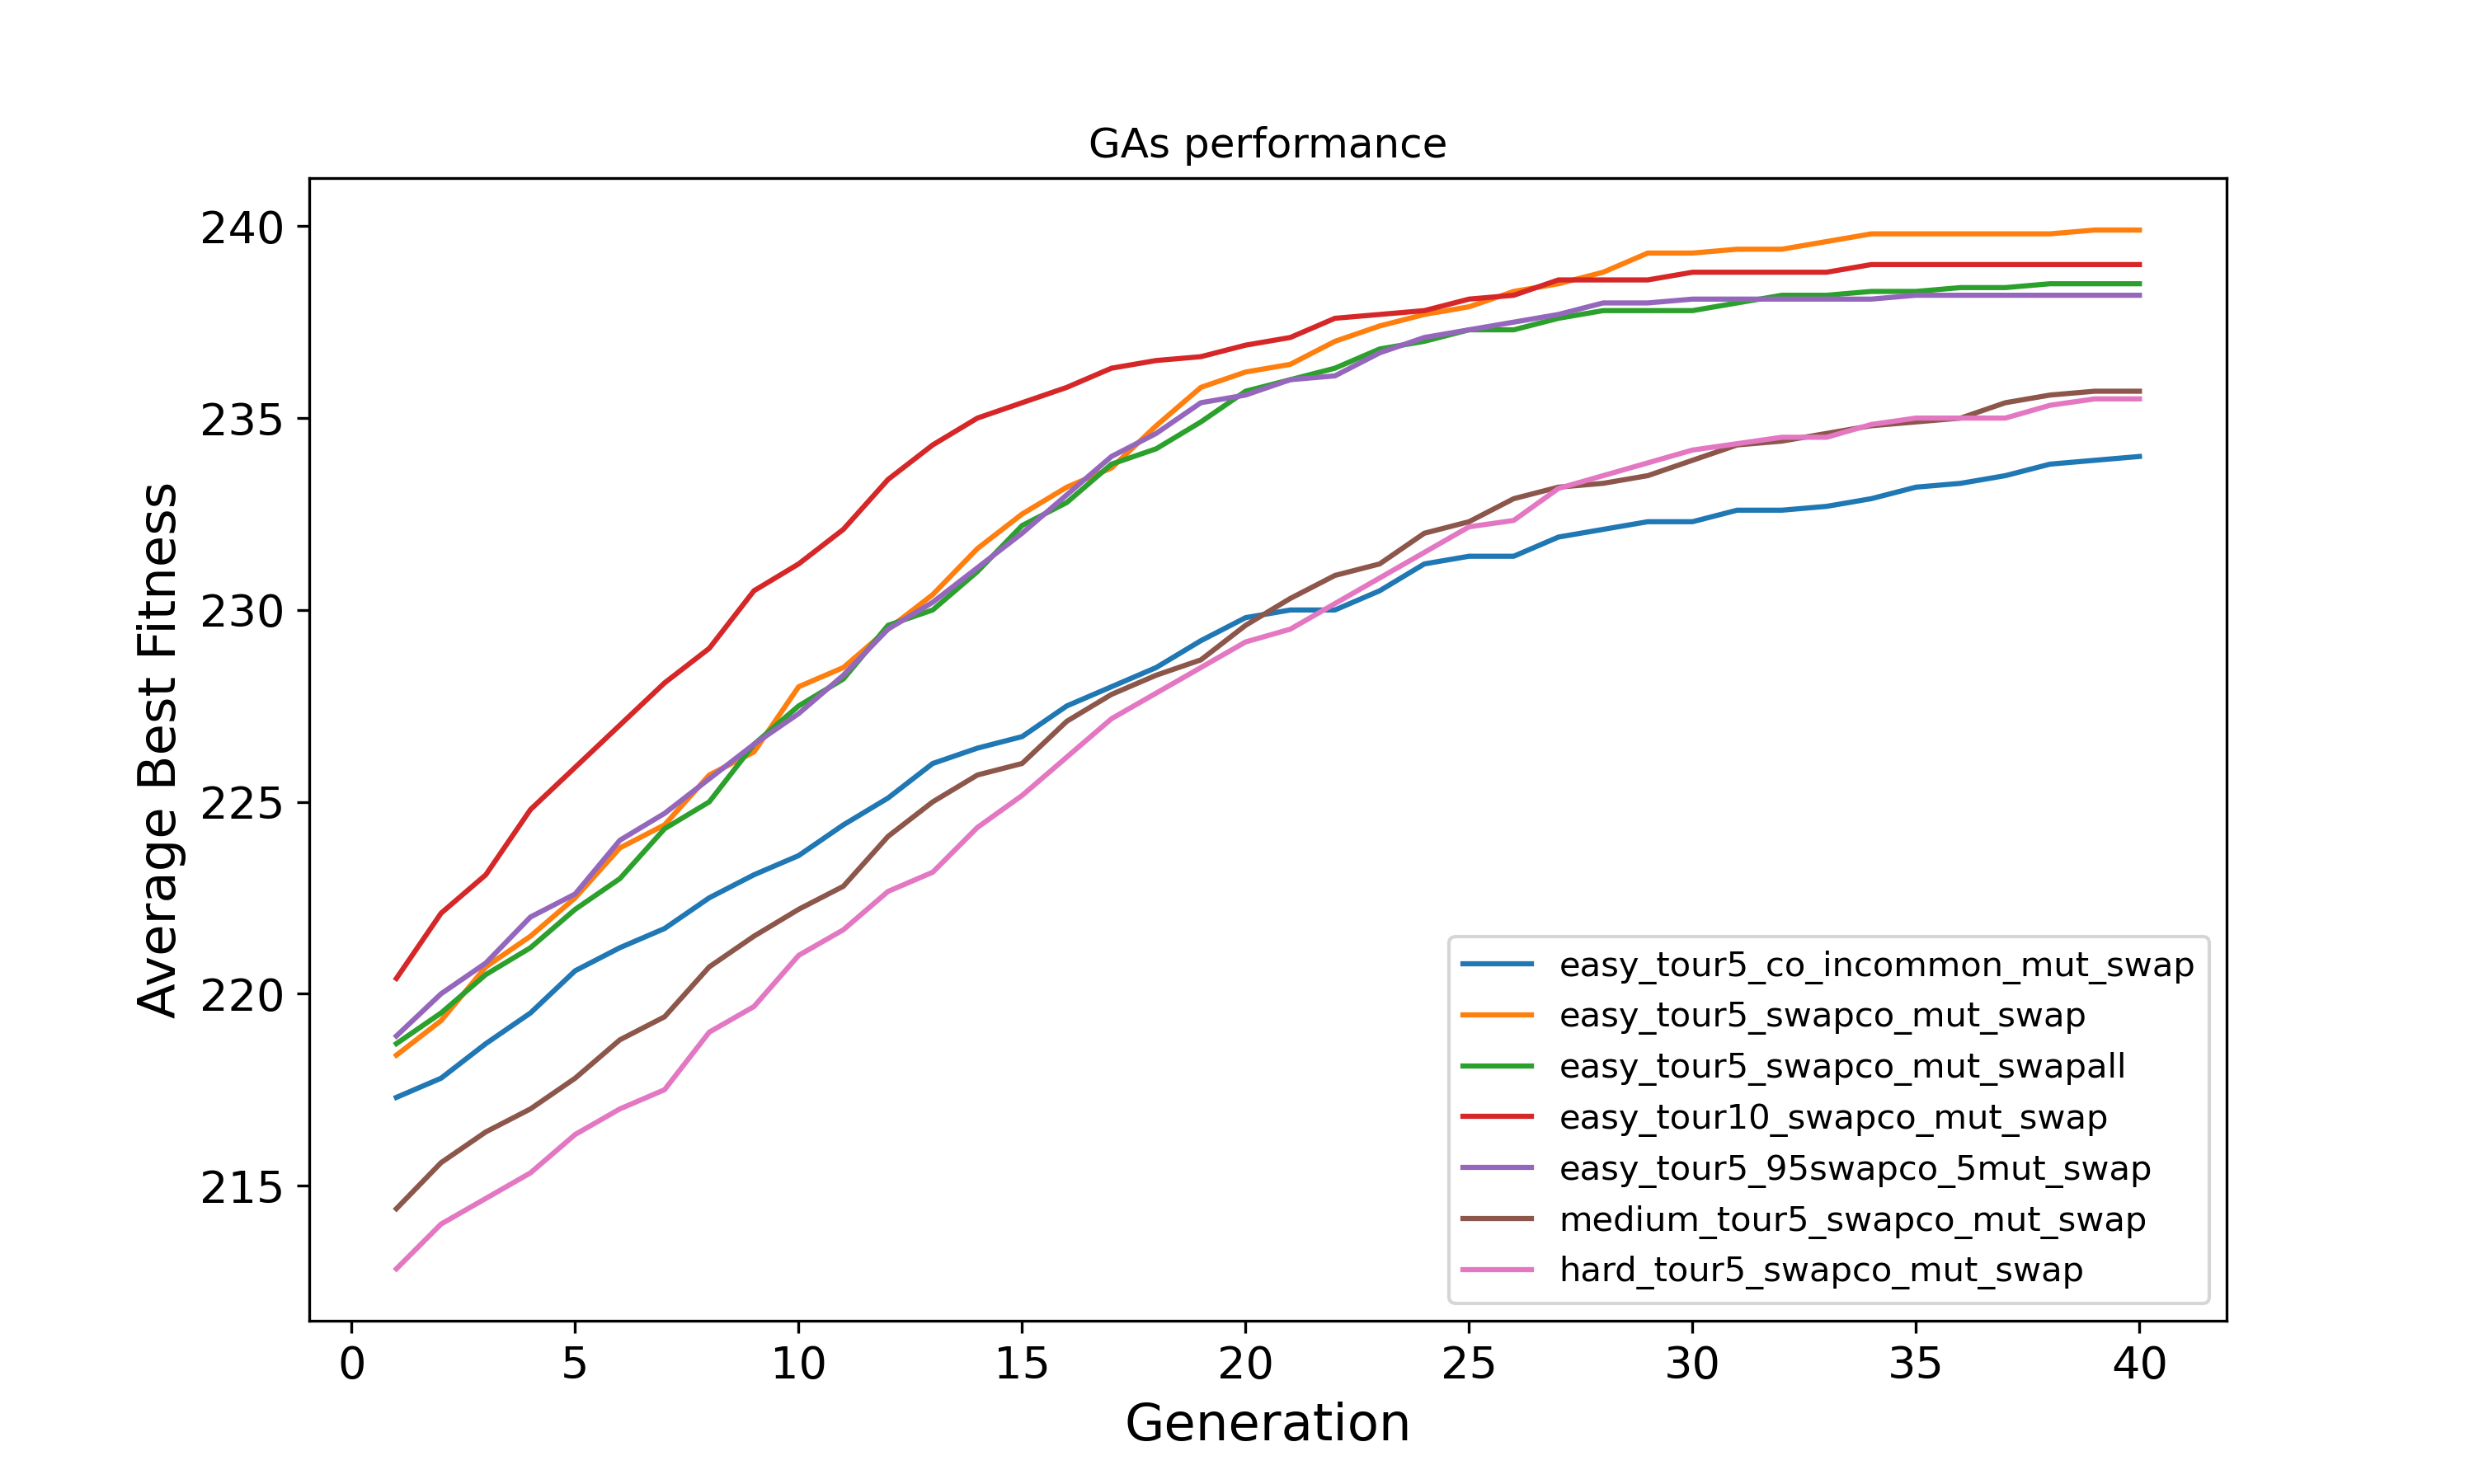 GAs performance
240
235
230
225
220
215
Average Best Fitness
easy_tour5_co_incommon_mut_swap
easy_tour5_swapco_mut_swap
easy_tour5_swapco_mut_swapall
easy_tour10_swapco_mut_swap
easy_tour5_95swapco_5mut_swap
medium_tour5_swapco_mut_swap
hard_tour5_swapco_mut_swap
0 5 10 15 20 25 30 35 40
Generation